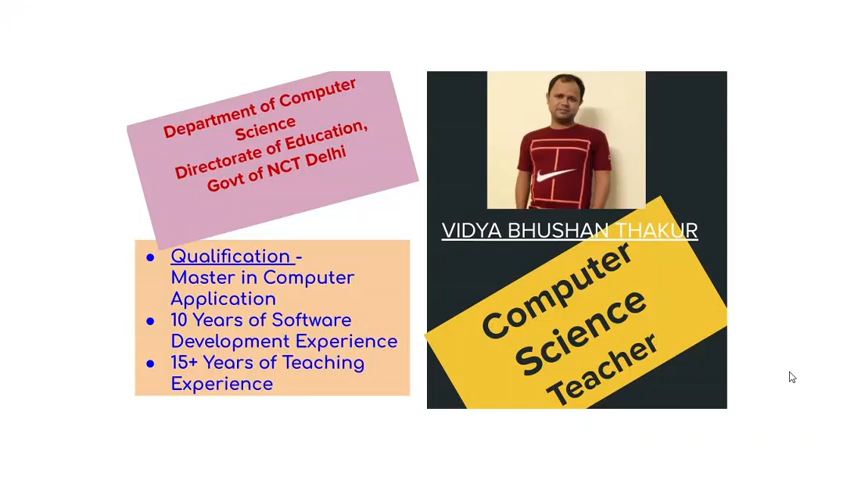 Department of Computer
Science
Directorate of Education,
Govt of NCT Delhi
Qualification -
Master in Computer
Application
10 Years of Software
Development Experience
15+ Years of Teaching
Experience
VIDYA BHUSHAN THAKUR
Computer
Science
Teacher